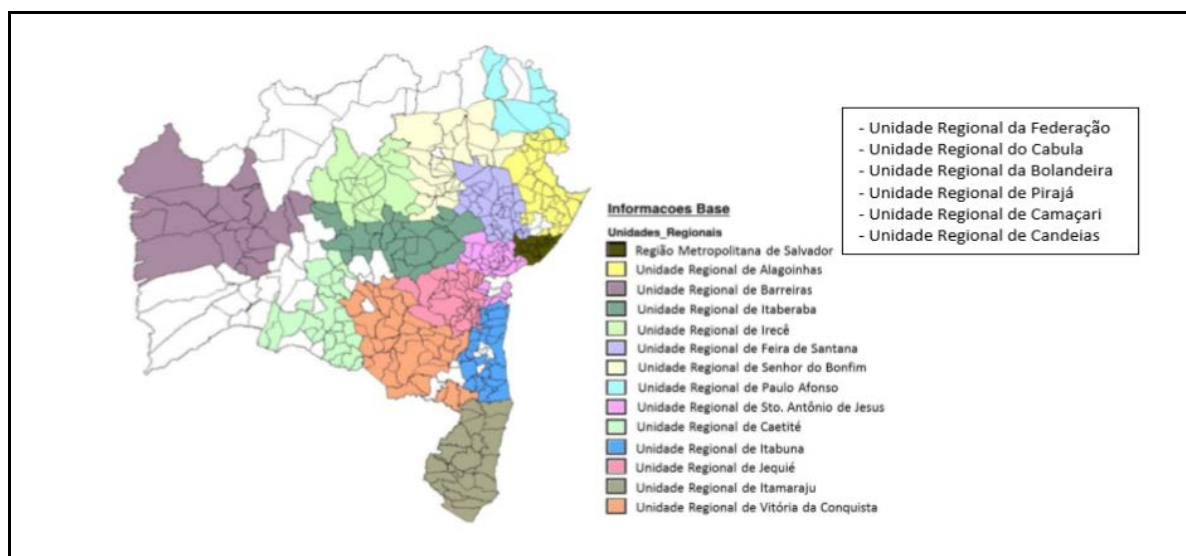 Informacoes Base
Unidades_Regionais
Região Metropolitana de Salvador
Unidade Regional de Alagoinhas
Unidade Regional de Barreiras
Unidade Regional de Itaberaba
Unidade Regional de Irecê
Unidade Regional de Feira de Santana
Unidade Regional de Senhor do Bonfim
Unidade Regional de Paulo Afonso
Unidade Regional de Sto. Antônio de Jesus
Unidade Regional de Caetité
Unidade Regional de Itabuna
Unidade Regional de Jequié
Unidade Regional de Itamaraju
Unidade Regional de Vitória da Conquista
- Unidade Regional da Federação
- Unidade Regional do Cabula
- Unidade Regional da Bolandeira
- Unidade Regional de Pirajá
- Unidade Regional de Camaçari
- Unidade Regional de Candeias